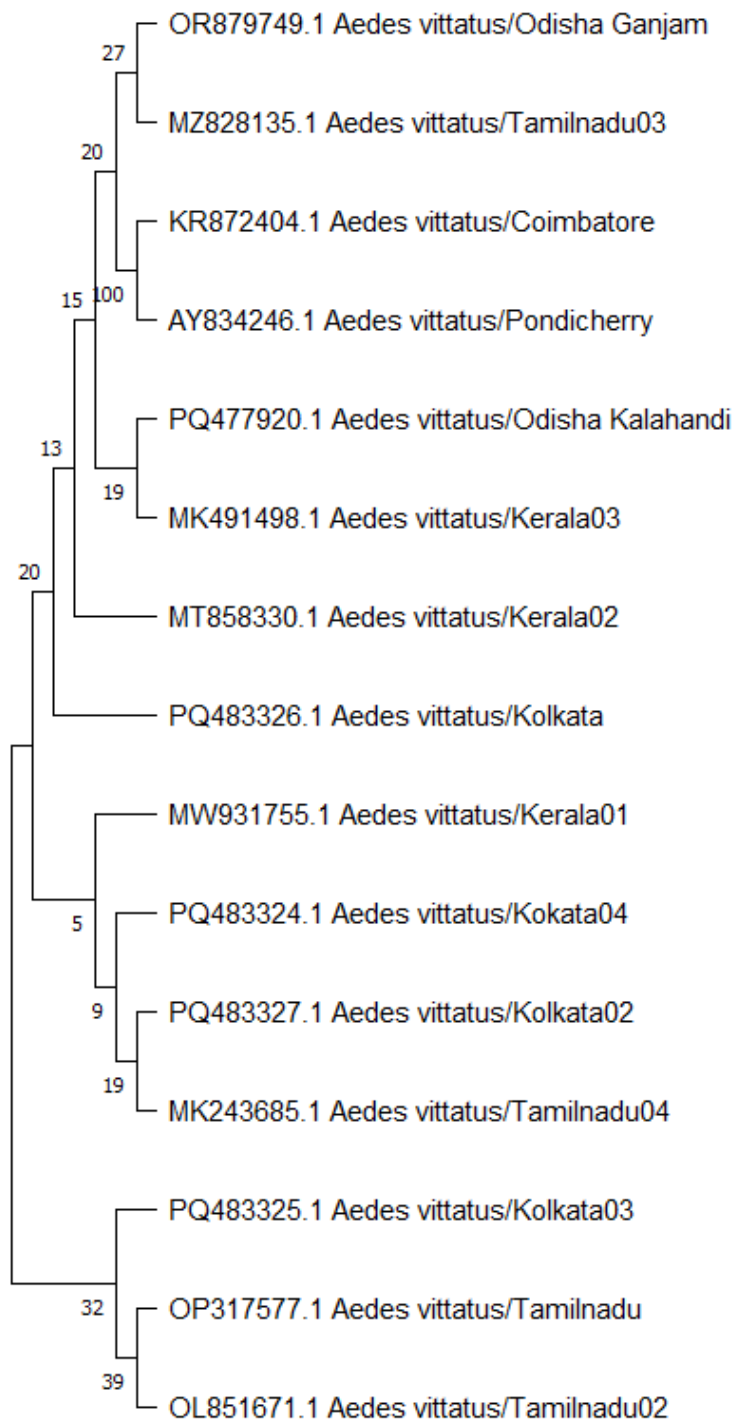 OR879749.1 Aedes vittatus/Odisha Ganjam
27
MZ828135.1 Aedes vittatus/Tamilnadu03
20
KR872404.1 Aedes vittatus/Coimbatore
15
100
AY834246.1 Aedes vittatus/Pondicherry
PQ477920.1 Aedes vittatus/Odisha Kalahandi
13
19
MK491498.1 Aedes vittatus/Kerala03
20
MT858330.1 Aedes vittatus/Kerala02
PQ483326.1 Aedes vittatus/Kolkata
MW931755.1 Aedes vittatus/Kerala01
5
PQ483324.1 Aedes vittatus/Kokata04
9
PQ483327.1 Aedes vittatus/Kolkata02
19
MK243685.1 Aedes vittatus/Tamilnadu04
PQ483325.1 Aedes vittatus/Kolkata03
32
OP317577.1 Aedes vittatus/Tamilnadu
39
OL851671.1 Aedes vittatus/Tamilnadu02